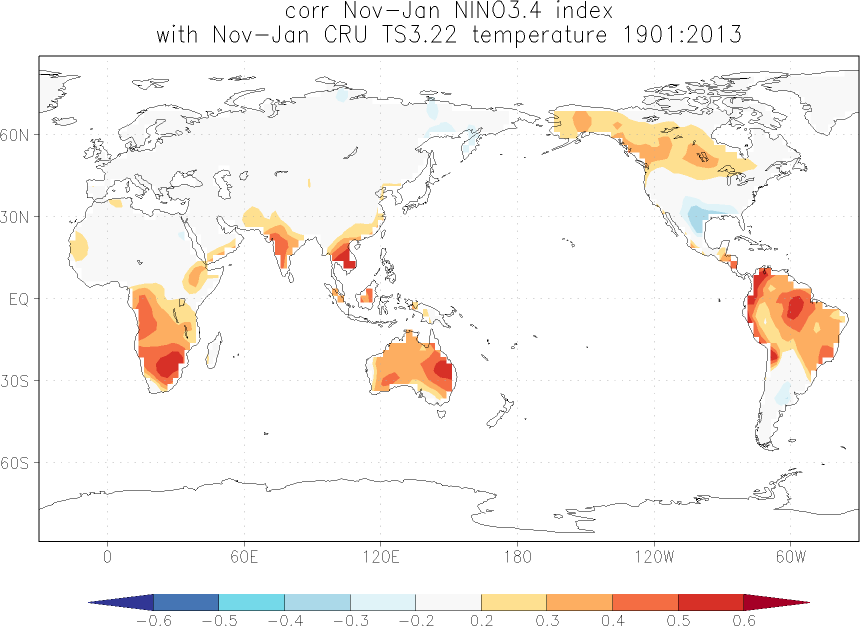 corr Nov-Jan NINO3.4 index
with Nov-Jan CRU TS3.22 temperature 1901:2013
60N
30N
EQ
30S
60S
0 60E 120E 180 120W 60W
-0.6 -0.5 -0.4 -0.3 -0.2 0.2 0.3 0.4 0.5 0.6